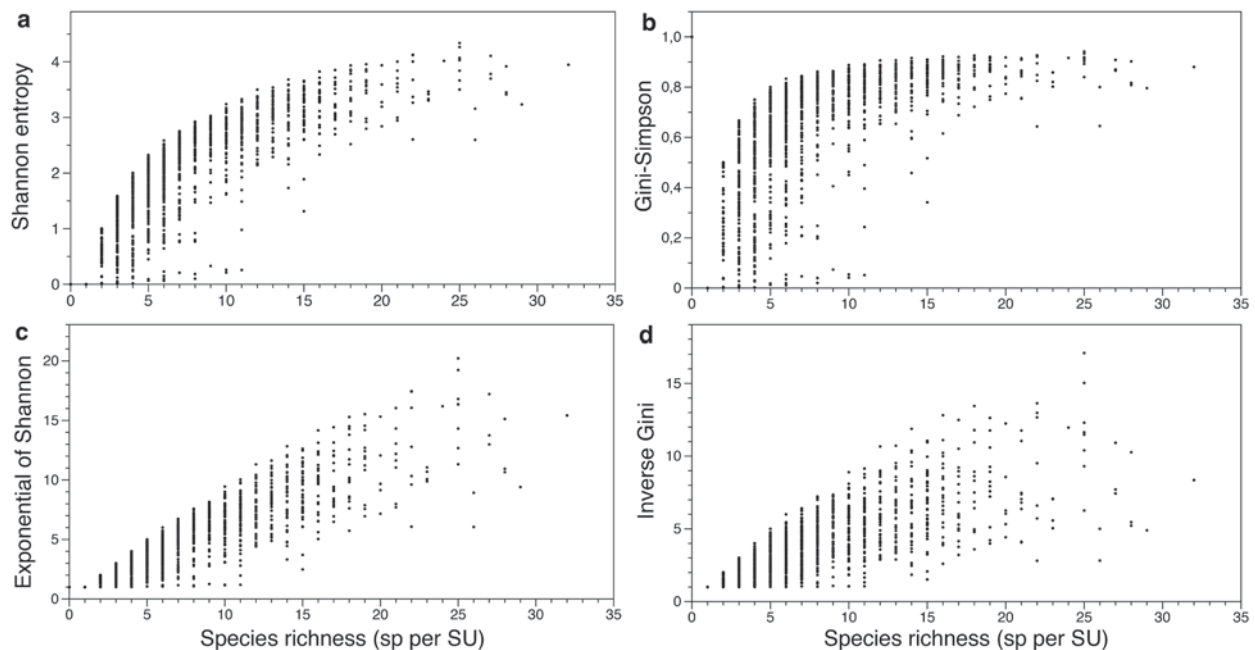 a
Shannon entropy
4
3
2
1
0
0 5 10 15 20 25 30 35
b
Gini-Simpson
1,0
0,8
0,6
0,4
0,2
0
0 5 10 15 20 25 30 35
c
Exponential of Shannon
20
15
10
5
0
0 5 10 15 20 25 30 35
Species richness (sp per SU)
d
Inverse Gini
15
10
5
0
0 5 10 15 20 25 30 35
Species richness (sp per SU)